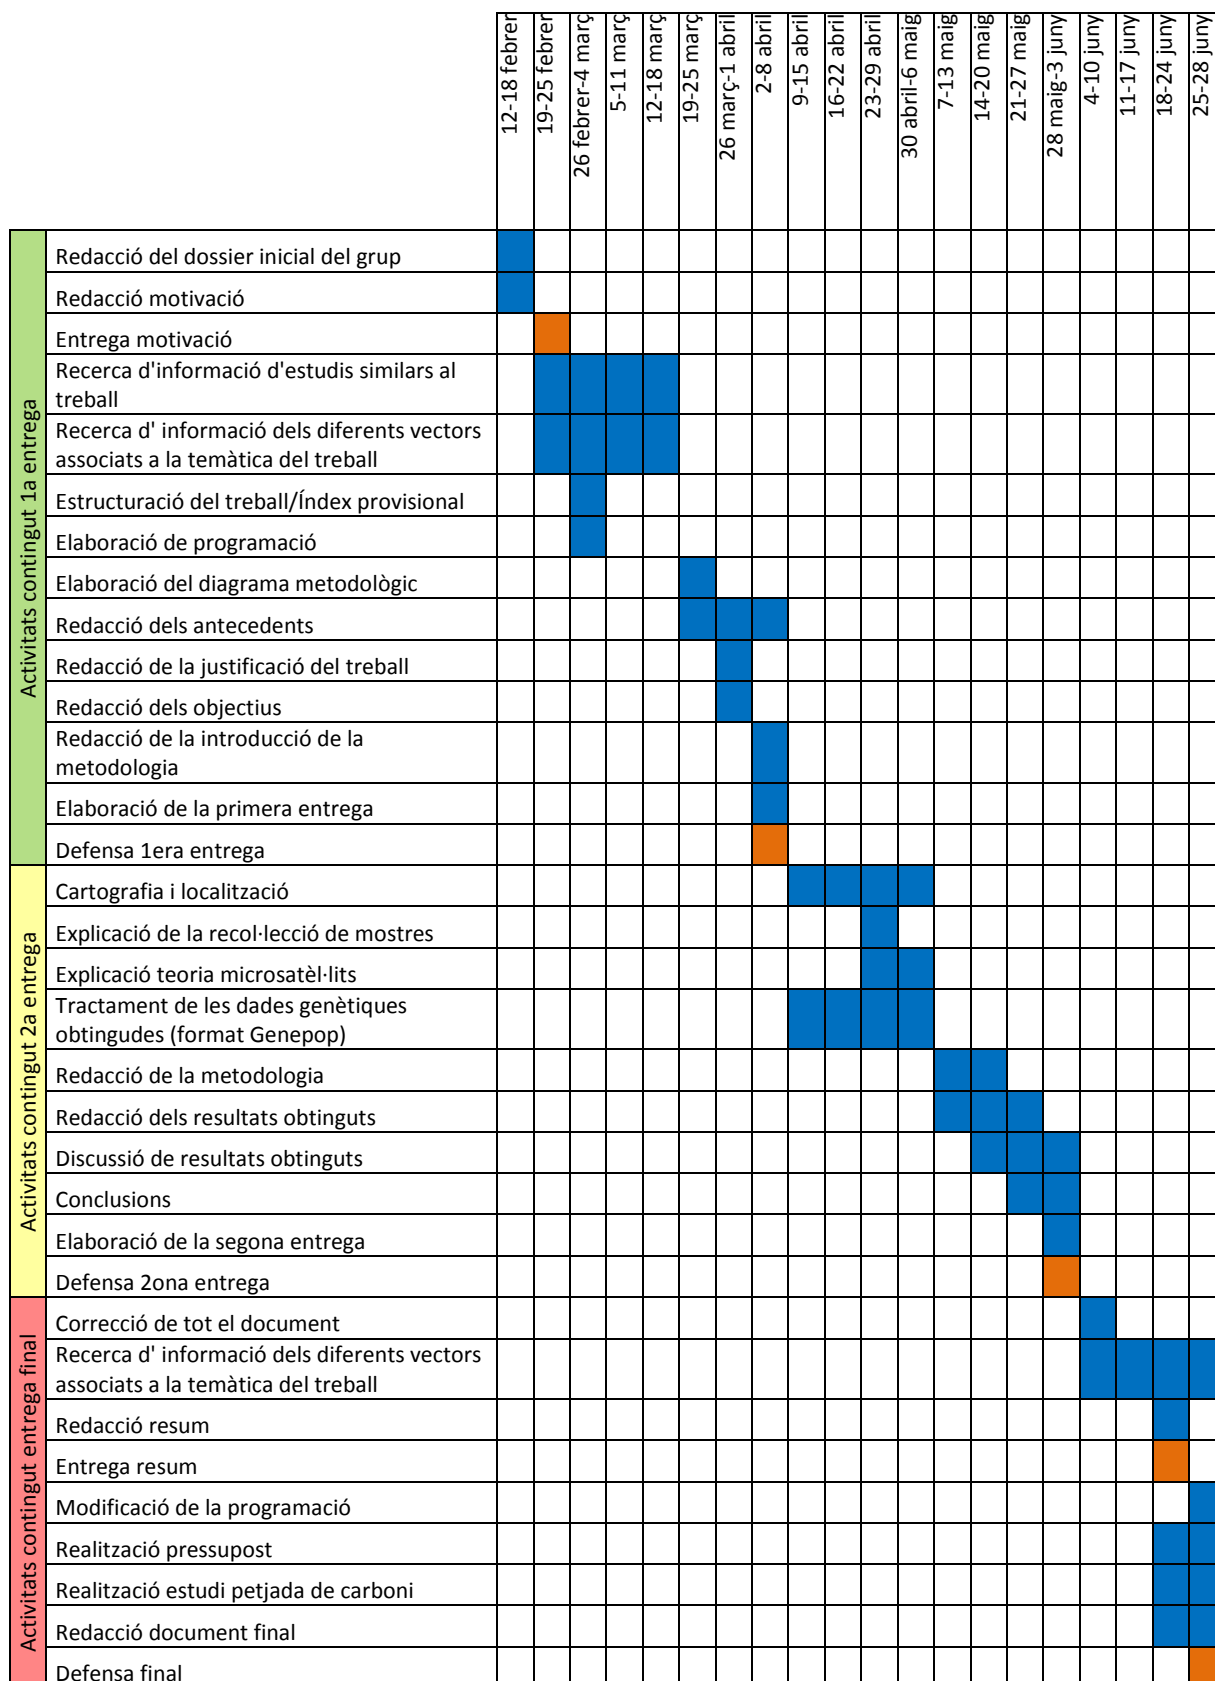 12-18 febrer
19-25 febrer
26 febrer-4 març
5-11 març
12-18 març
19-25 març
26 març-1 abril
2-8 abril
9-15 abril
16-22 abril
23-29 abril
30 abril-6 maig
7-13 maig
14-20 maig
21-27 maig
28 maig-3 juny
4-10 juny
11-17 juny
18-24 juny
25-28 juny
Activitats contingut 1a entrega
Redacció del dossier inicial del grup
Redacció motivació
Entrega motivació
Recerca d'informació d'estudis similars al
treball
Recerca d' informació dels diferents vectors
associats a la temàtica del treball
Estructuració del treball/Índex provisional
Elaboració de programació
Elaboració del diagrama metodològic
Redacció dels antecedents
Redacció de la justificació del treball
Redacció dels objectius
Redacció de la introducció de la
metodologia
Elaboració de la primera entrega
Defensa 1era entrega
Activitats contingut 2a entrega
Cartografia i localització
Explicació de la recol·lecció de mostres
Explicació teoria microsatèl·lits
Tractament de les dades genètiques
obtingudes (format Genepop)
Redacció de la metodologia
Redacció dels resultats obtinguts
Discussió de resultats obtinguts
Conclusions
Elaboració de la segona entrega
Defensa 2ona entrega
Activitats contingut entrega final
Correcció de tot el document
Recerca d' informació dels diferents vectors
associats a la temàtica del treball
Redacció resum
Entrega resum
Modificació de la programació
Realització pressupost
Realització estudi petjada de carboni
Redacció document final
Defensa final